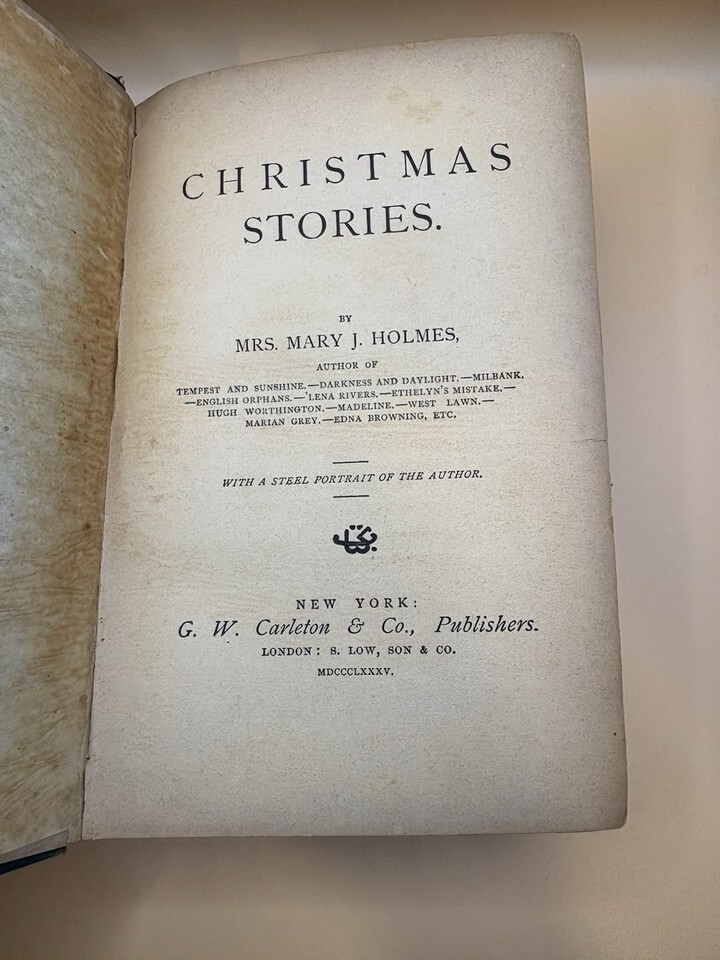 CHRISTMAS
STORIES.
BY
MRS. MARY J. HOLMES,
AUTHOR OF
TEMPEST AND SUNSHINE.—DARKNESS AND DAYLIGHT.—MILBANK.
—ENGLISH ORPHANS.—'LENA RIVERS.—ETHELYN'S MISTAKE.—
HUGH WORTHINGTON.—MADELINE.—WEST LAWN.—
MARIAN GREY.—EDNA BROWNING, ETC.
WITH A STEEL PORTRAIT OF THE AUTHOR.
NEW YORK:
G. W. Carleton & Co., Publishers.
LONDON: S. LOW, SON & CO.
MDCCCLXXXV.